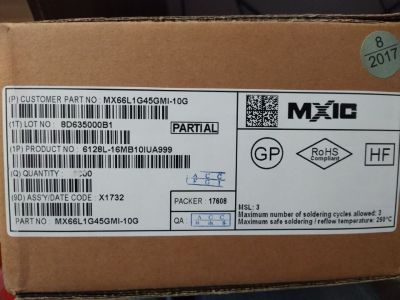 8
2017
(P) CUSTOMER PART NO : MX66L1G45GMI-10G
(1T) LOT NO : 8D635000B1
PARTIAL
(1P) PRODUCT NO : 6128L-16MB10IUA999
(Q) QUANTITY :
(9D) ASSY/DATE CODE : X1732
PACKER : 17608
PART NO : MX66L1G45GMI-10G
QA :
MXIC
GP
RoHS
Compliant
HF
MSL: 3
Maximum number of soldering cycles allowed: 3
Maximum safe soldering / reflow temperature: 260°C